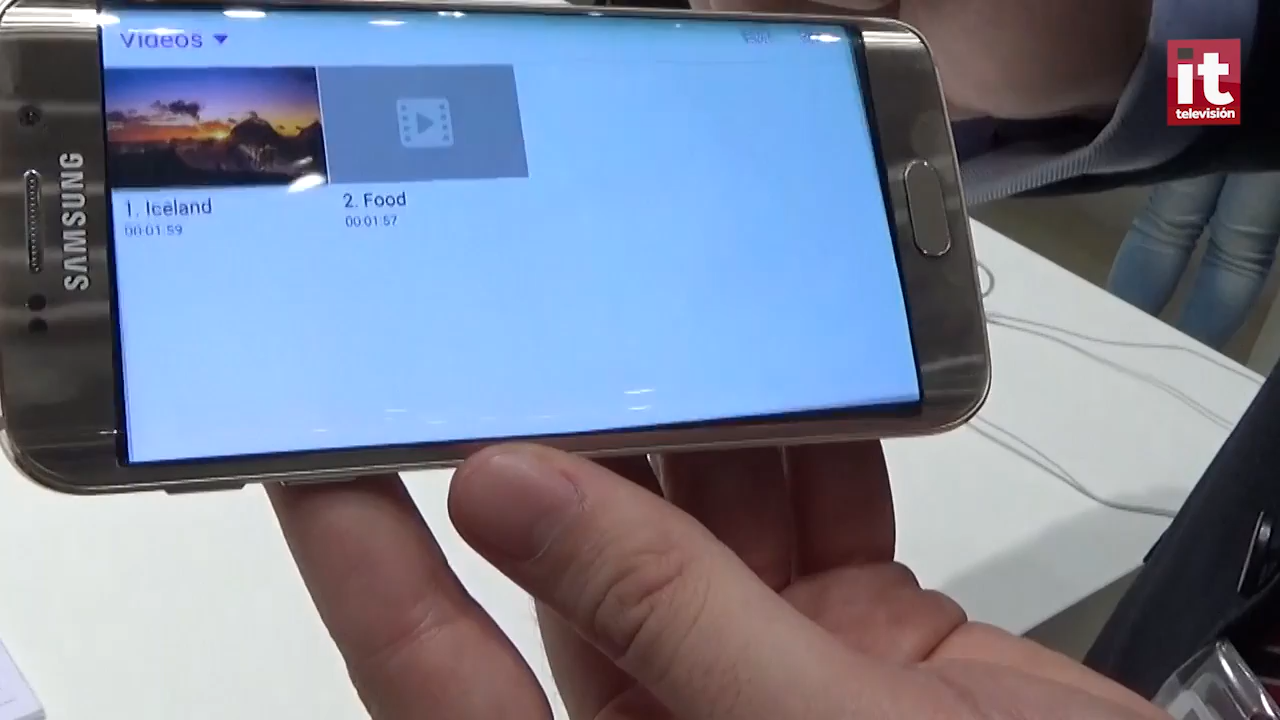 Videos
1. Iceland
00:01:59
2. Food
00:01:57
SAMSUNG
it
televisión